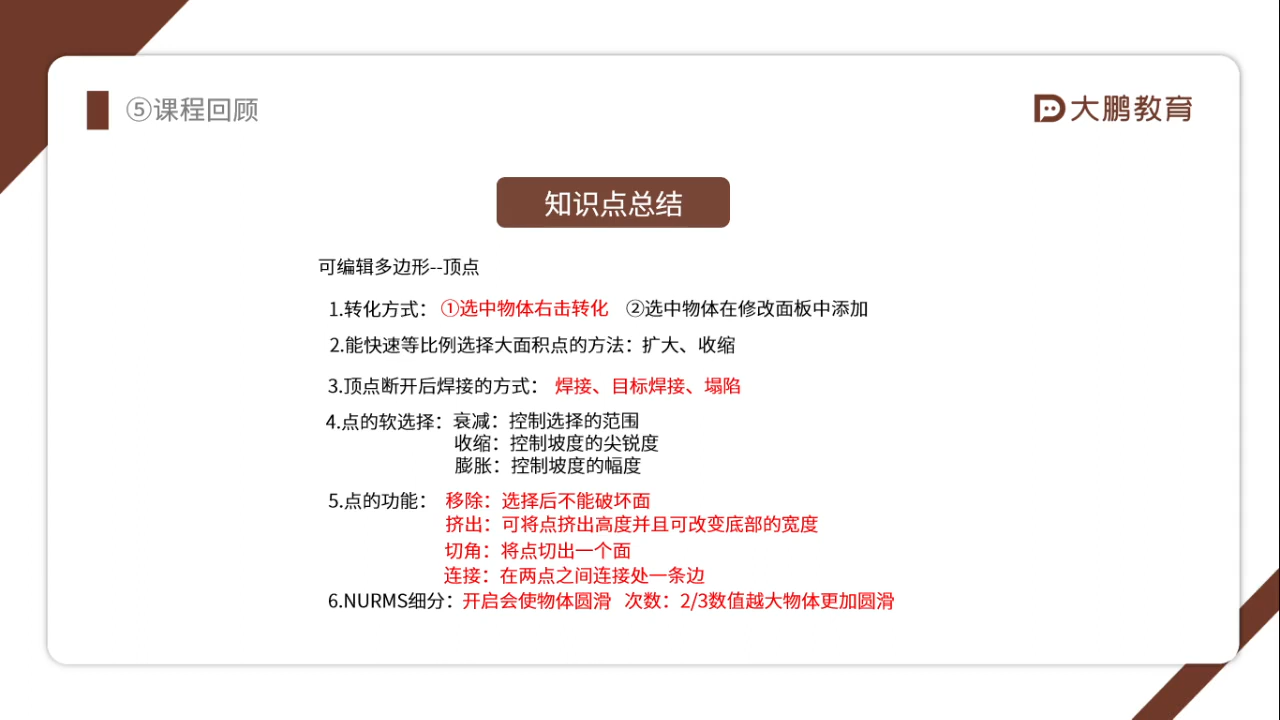 ⑤课程回顾
大鹏教育
知识点总结
可编辑多边形--顶点
1.转化方式： ①选中物体右击转化 ②选中物体在修改面板中添加
2.能快速等比例选择大面积点的方法：扩大、收缩
3.顶点断开后焊接的方式： 焊接、目标焊接、塌陷
4.点的软选择：衰减：控制选择的范围
收缩：控制坡度的尖锐度
膨胀：控制坡度的幅度
5.点的功能： 移除：选择后不能破坏面
挤出：可将点挤出高度并且可改变底部的宽度
切角：将点切出一个面
连接：在两点之间连接处一条边
6.NURMS细分：开启会使物体圆滑 次数：2/3数值越大物体更加圆滑